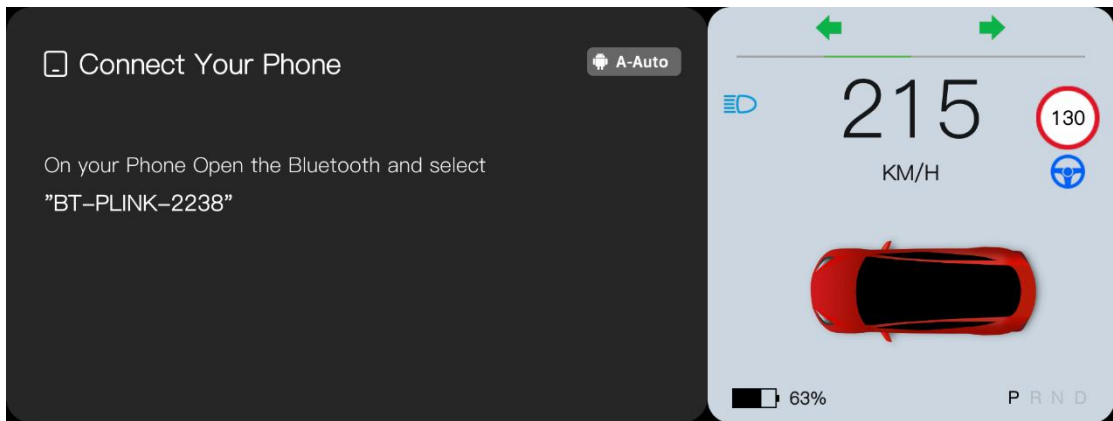 Connect Your Phone
A-Auto
On your Phone Open the Bluetooth and select
”BT–PLINK–2238”
215
130
KM/H
63%
P R N D